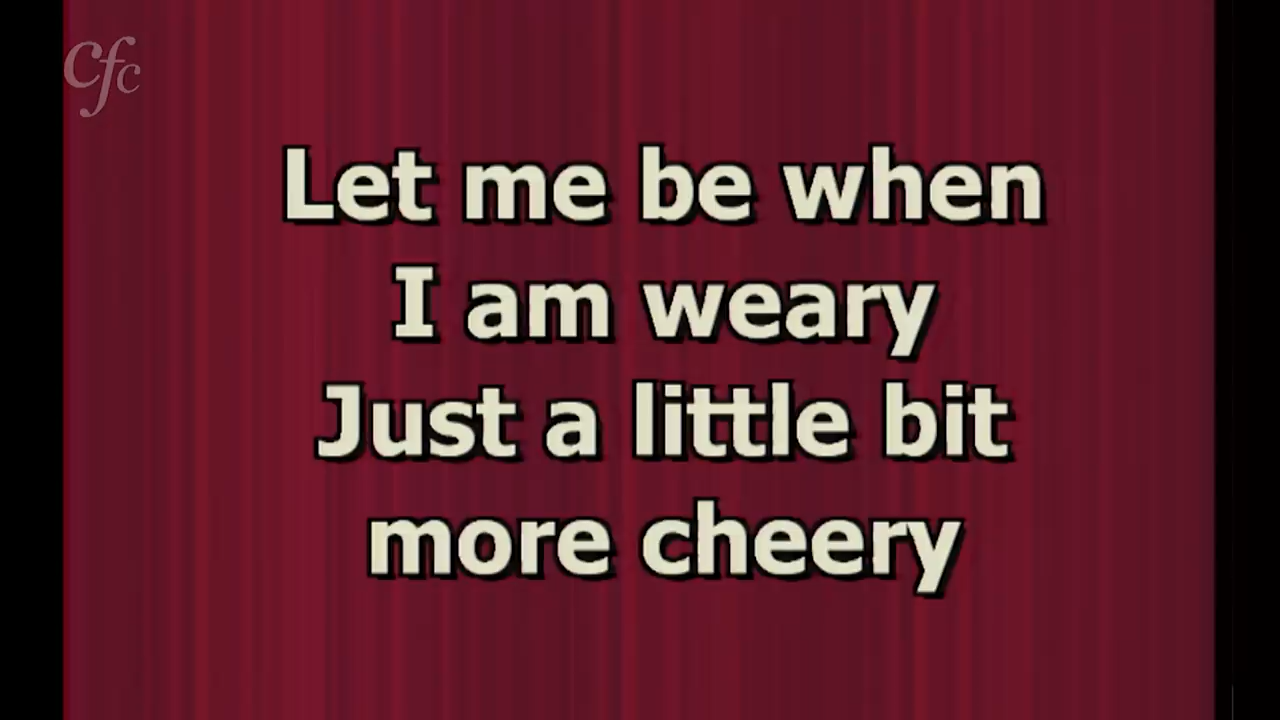 cfc
Let me be when
I am weary
Just a little bit
more cheery